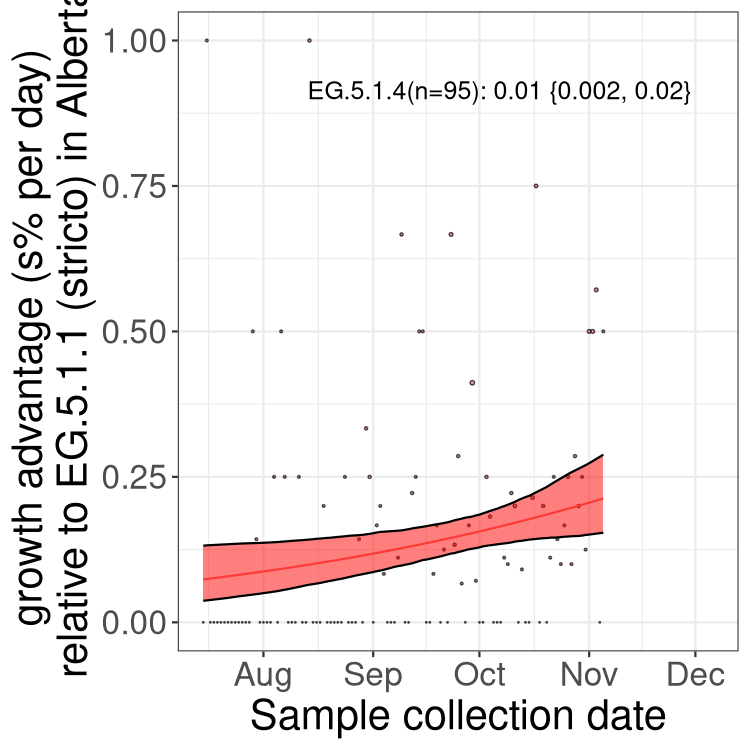 growth advantage (s% per day)
relative to EG.5.1.1 (stricto) in Alberta
1.00
0.75
0.50
0.25
0.00
EG.5.1.4(n=95): 0.01 {0.002, 0.02}
Aug Sep Oct Nov Dec
Sample collection date